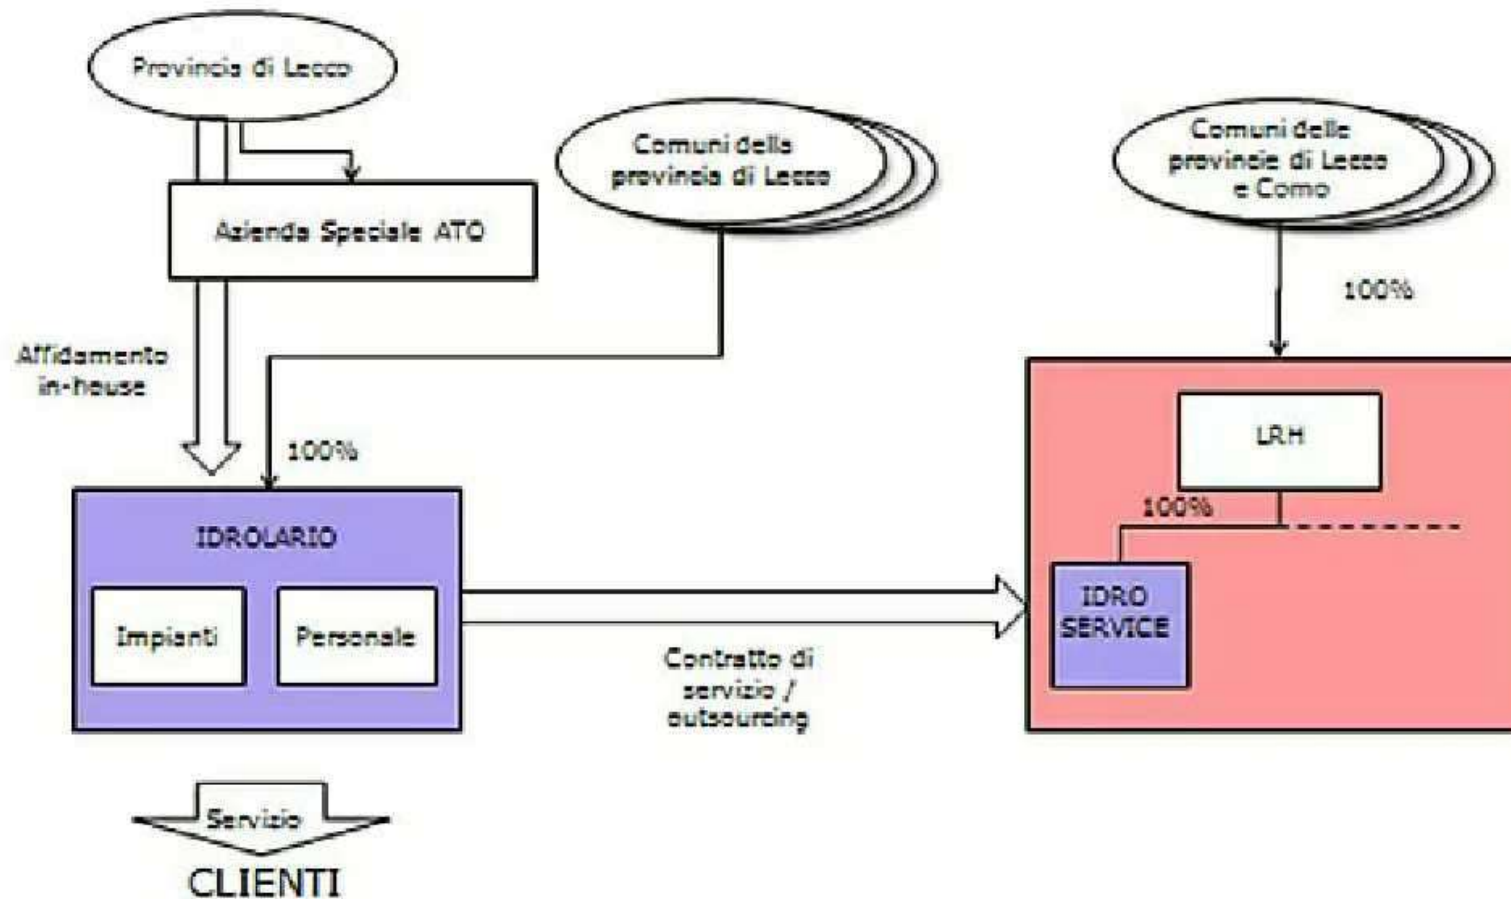 Provincia di Lecco
Comuni della
provincia di Lecco
Comuni delle
provincie di Lecco
e Como
Azienda Speciale ATO
100%
Affidamento
in-house
100%
LRH
100%
IDROLARIO
IDRO
SERVICE
Impianti
Personale
Contratto di
servizio /
outsourcing
Servizio
CLIENTI